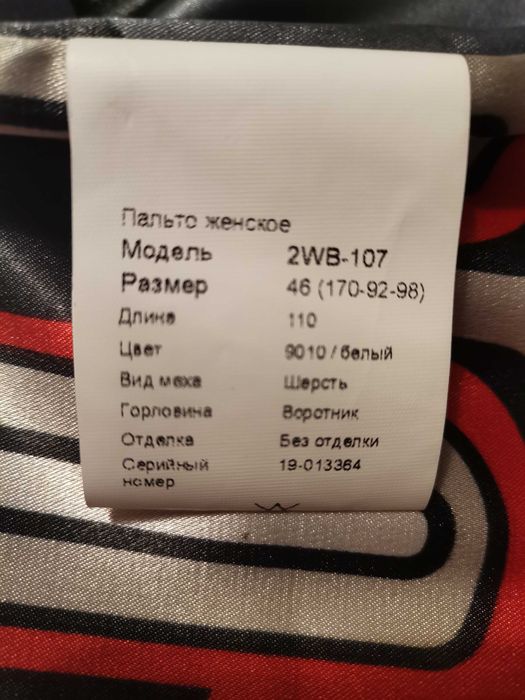 Пальто женское
Модель 2WB-107
Размер 46 (170-92-98)
Длина 110
Цвет 9010 / белый
Вид меха Шерсть
Горловина Воротник
Отделка Без отделки
Серийный 19-013364
номер